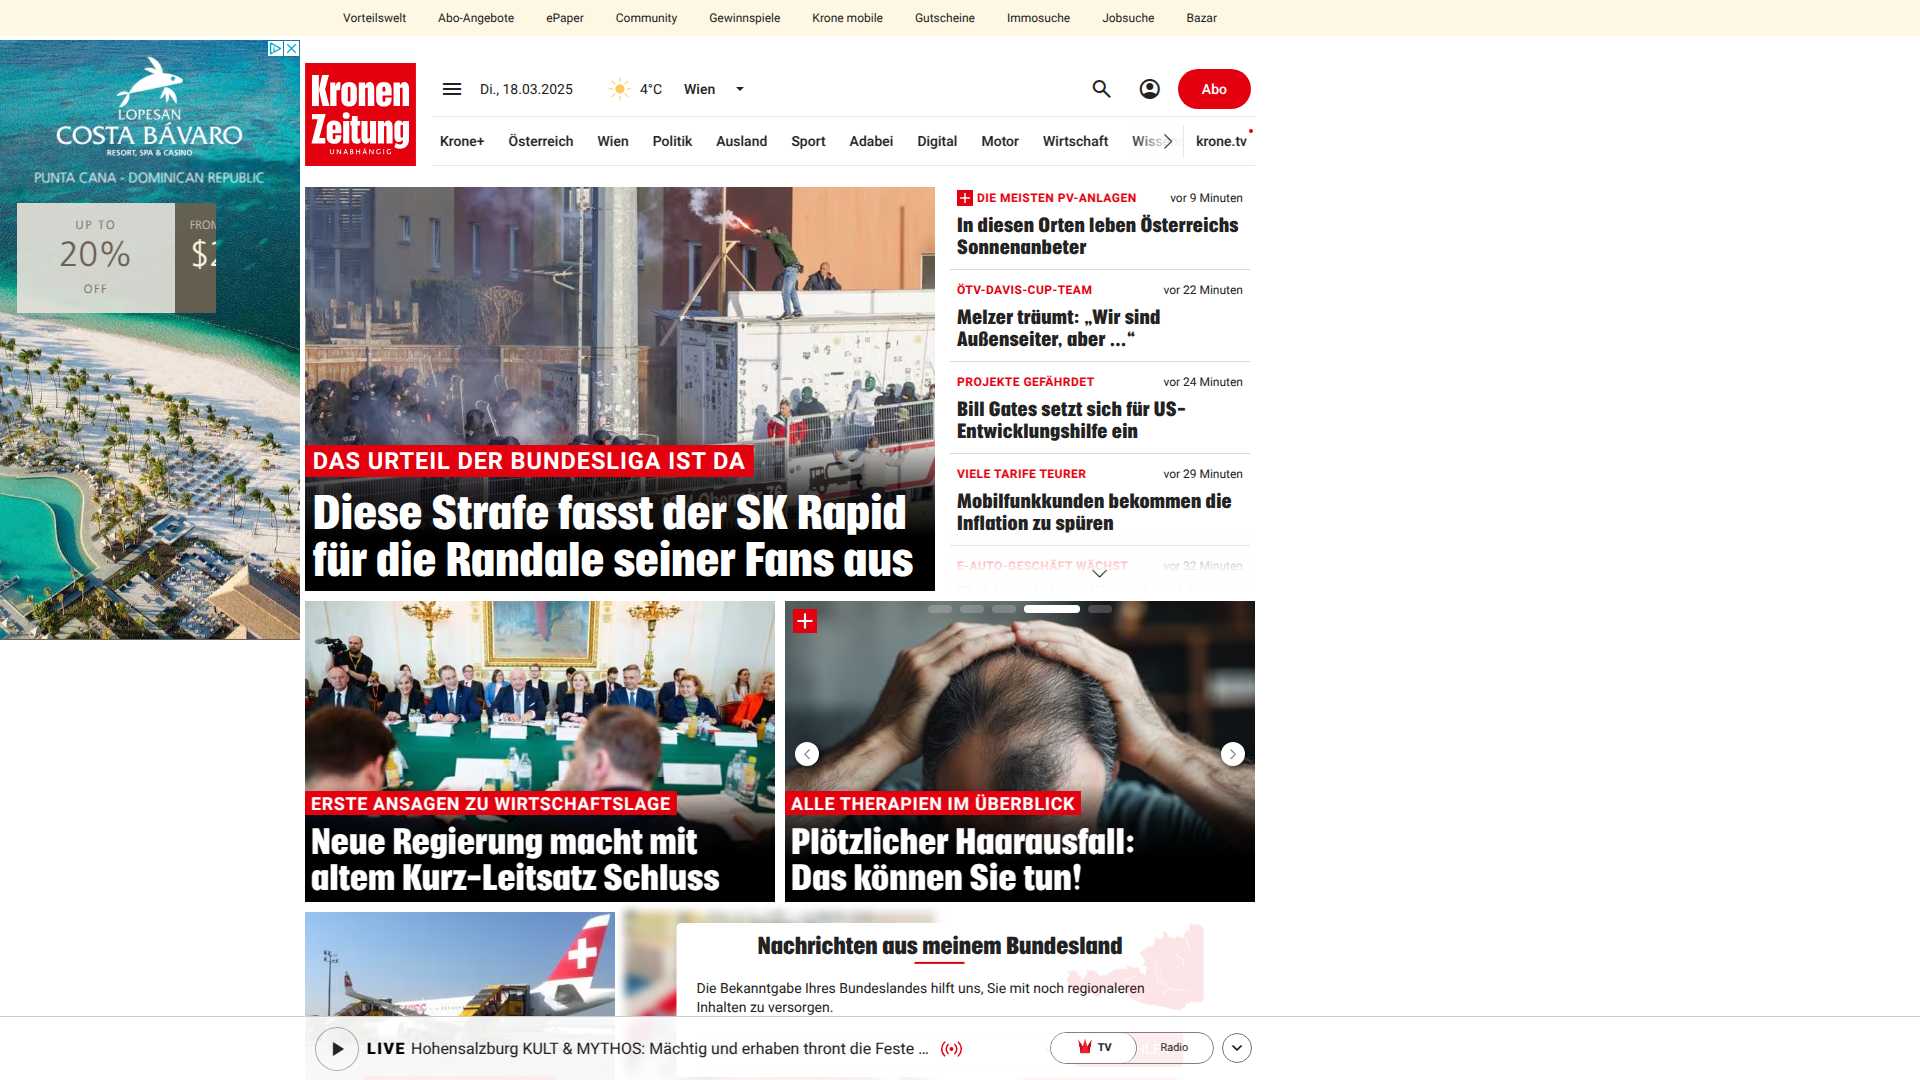 Vorteilswelt
Abo-Angebote
ePaper
Community
Gewinnspiele
Krone mobile
Gutscheine
Immosuche
Jobsuche
Bazar
LOPESAN
COSTA BÁVARO
RESORT, SPA & CASINO
PUNTA CANA - DOMINICAN REPUBLIC
UP TO
20%
OFF
Kronen
Zeitung
UNABHÄNGIG
Di., 18.03.2025
4°C
Wien
Abo
Krone+
Österreich
Wien
Politik
Ausland
Sport
Adabei
Digital
Motor
Wirtschaft
krone.tv
DAS URTEIL DER BUNDESLIGA IST DA
Diese Strafe fasst der SK Rapid
für die Randale seiner Fans aus
DIE MEISTEN PV-ANLAGEN
vor 9 Minuten
In diesen Orten leben Österreichs
Sonnenanbeter
ÖTV-DAVIS-CUP-TEAM
vor 22 Minuten
Melzer träumt: „Wir sind
Außenseiter, aber ...“
PROJEKTE GEFÄHRDET
vor 24 Minuten
Bill Gates setzt sich für US-
Entwicklungshilfe ein
VIELE TARIFE TEURER
vor 29 Minuten
Mobilfunkkunden bekommen die
Inflation zu spüren
E-AUTO-GESCHÄFT WÄCHST
vor 32 Minuten
ERSTE ANSAGEN ZU WIRTSCHAFTSLAGE
Neue Regierung macht mit
altem Kurz-Leitsatz Schluss
ALLE THERAPIEN IM ÜBERBLICK
Plötzlicher Haarausfall:
Das können Sie tun!
Nachrichten aus meinem Bundesland
Die Bekanntgabe Ihres Bundeslandes hilft uns, Sie mit noch regionaleren
Inhalten zu versorgen.
LIVE Hohensalzburg KULT & MYTHOS: Mächtig und erhaben thront die Feste ...
TV
Radio